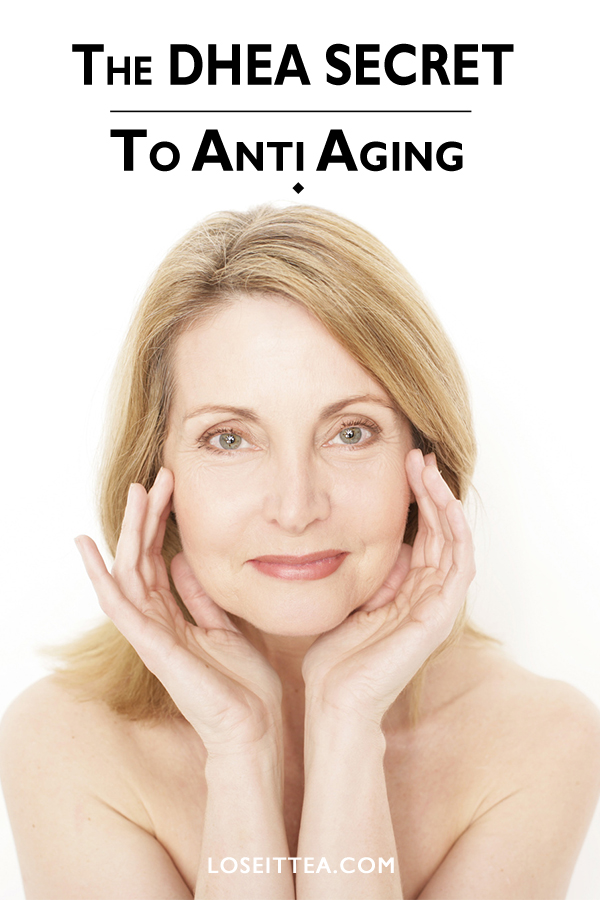 The DHEA SECRET
To Anti Aging
LOSEITTEA.COM